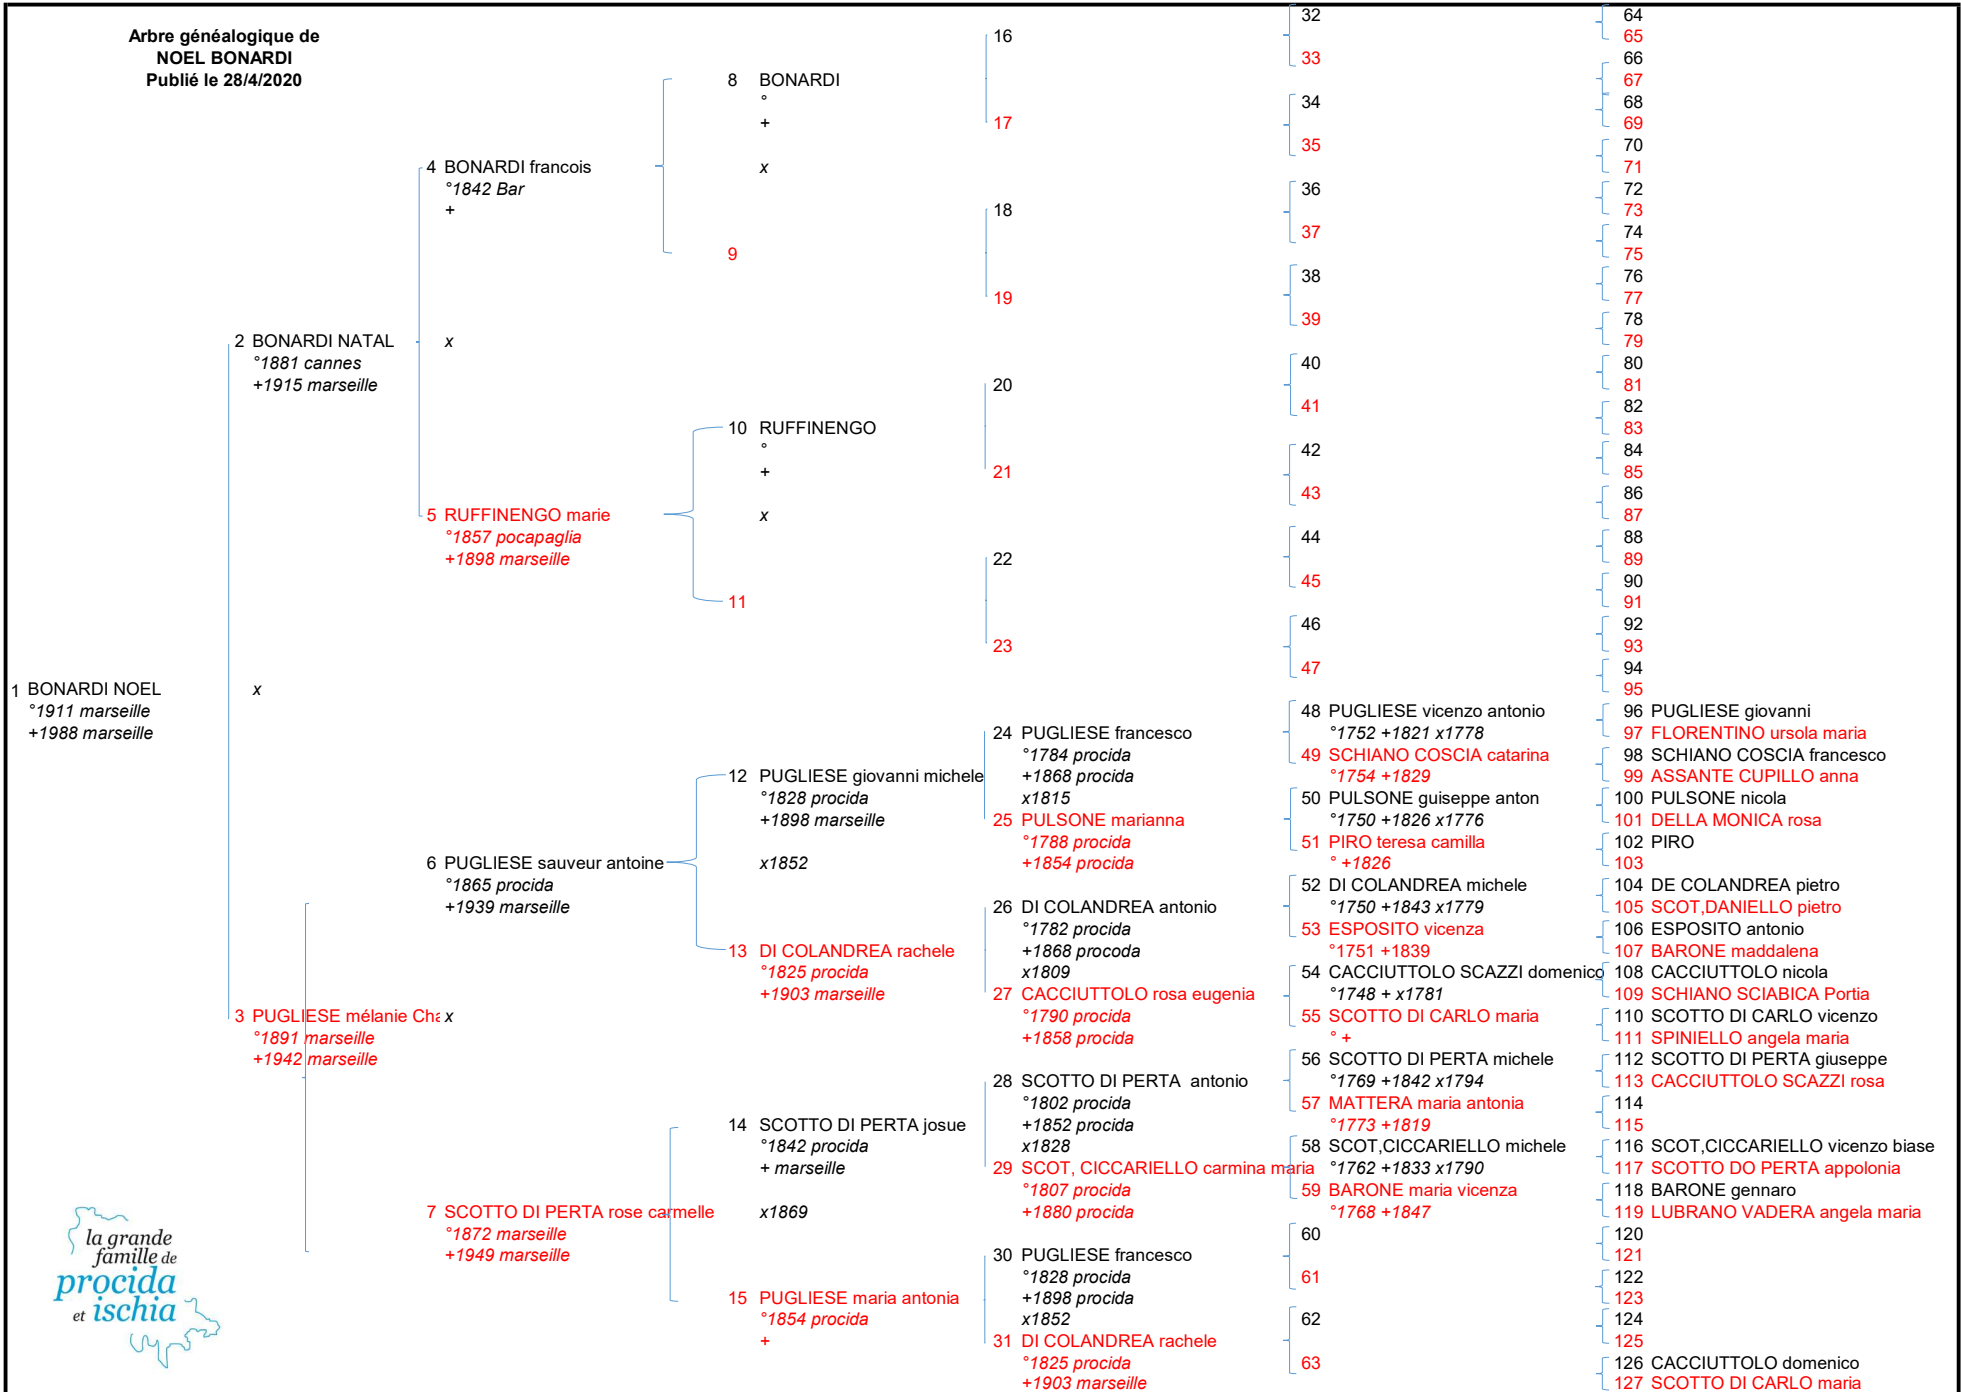 Arbre généalogique de
NOEL BONARDI
Publié le 28/4/2020
1 BONARDI NOEL
°1911 marseille
+1988 marseille
x
2 BONARDI NATAL
°1881 cannes
+1915 marseille
x
3 PUGLIESE mélanie Cha
°1891 marseille
+1942 marseille
x
4 BONARDI francois
°1842 Bar
+
x
5 RUFFINENGO marie
°1857 pocapaglia
+1898 marseille
6 PUGLIESE sauveur antoine
°1865 procida
+1939 marseille
7 SCOTTO DI PERTA rose carmelle
°1872 marseille
+1949 marseille
8 BONARDI
°
+
x
9
10 RUFFINENGO
°
+
x
11
12 PUGLIESE giovanni michele
°1828 procida
+1898 marseille
x1852
13 DI COLANDREA rachele
°1825 procida
+1903 marseille
14 SCOTTO DI PERTA josue
°1842 procida
+ marseille
x1869
15 PUGLIESE maria antonia
°1854 procida
+
16
17
18
19
20
21
22
23
24 PUGLIESE francesco
°1784 procida
+1868 procida
x1815
25 PULSONE marianna
°1788 procida
+1854 procida
26 DI COLANDREA antonio
°1782 procida
+1868 procoda
x1809
27 CACCIUTTOLO rosa eugenia
°1790 procida
+1858 procida
28 SCOTTO DI PERTA antonio
°1802 procida
+1852 procida
x1828
29 SCOT, CICCARIELLO carmina maria
°1807 procida
+1880 procida
30 PUGLIESE francesco
°1828 procida
+1898 procida
x1852
31 DI COLANDREA rachele
°1825 procida
+1903 marseille
32
33
34
35
36
37
38
39
40
41
42
43
44
45
46
47
48 PUGLIESE vicenzo antonio
°1752 +1821 x1778
49 SCHIANO COSCIA catarina
°1754 +1829
50 PULSONE guiseppe anton
°1750 +1826 x1776
51 PIRO teresa camilla
° +1826
52 DI COLANDREA michele
°1750 +1843 x1779
53 ESPOSITO vicenza
°1751 +1839
54 CACCIUTTOLO SCAZZI domenico
°1748 + x1781
55 SCOTTO DI CARLO maria
° +
56 SCOTTO DI PERTA michele
°1769 +1842 x1794
57 MATTERA maria antonia
°1773 +1819
58 SCOT,CICCARIELLO michele
°1762 +1833 x1790
59 BARONE maria vicenza
°1768 +1847
60
61
62
63
64
65
66
67
68
69
70
71
72
73
74
75
76
77
78
79
80
81
82
83
84
85
86
87
88
89
90
91
92
93
94
95
96 PUGLIESE giovanni
97 FLORENTINO ursola maria
98 SCHIANO COSCIA francesco
99 ASSANTE CUPILLO anna
100 PULSONE nicola
101 DELLA MONICA rosa
102 PIRO
103
104 DE COLANDREA pietro
105 SCOT,DANIELLO pietro
106 ESPOSITO antonio
107 BARONE maddalena
108 CACCIUTTOLO nicola
109 SCHIANO SCIABICA Portia
110 SCOTTO DI CARLO vicenzo
111 SPINIELLO angela maria
112 SCOTTO DI PERTA giuseppe
113 CACCIUTTOLO SCAZZI rosa
114
115
116 SCOT,CICCARIELLO vicenzo biase
117 SCOTTO DO PERTA appolonia
118 BARONE gennaro
119 LUBRANO VADERA angela maria
120
121
122
123
124
125
126 CACCIUTTOLO domenico
127 SCOTTO DI CARLO maria
la grande
famille de
procida
et ischia